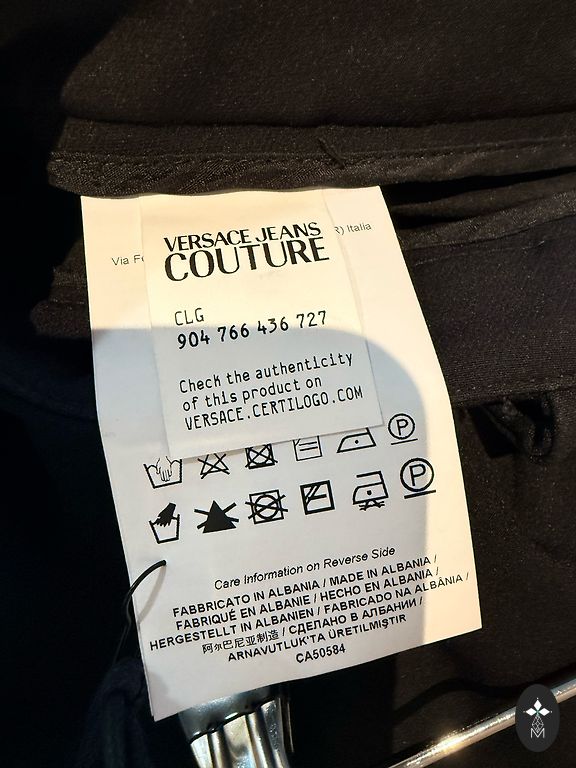 Via
R) Italia
VERSACE JEANS
COUTURE
CLG
904 766 436 727
Check the authenticity
of this product on
VERSACE.CERTILOGO.COM
P
P
Care Information on Reverse Side
FABBRICATO IN ALBANIA / MADE IN ALBANIA /
FABRIQUÉ EN ALBANIE / HECHO EN ALBANIA /
HERGESTELLT IN ALBANIEN / FABRICADO NA ALBÂNIA /
阿尔巴尼亚制造 / СДЕЛАНО В АЛБАНИИ /
ARNAVUTLUK'TA ÜRETILMIŞTIR
CA50584
M